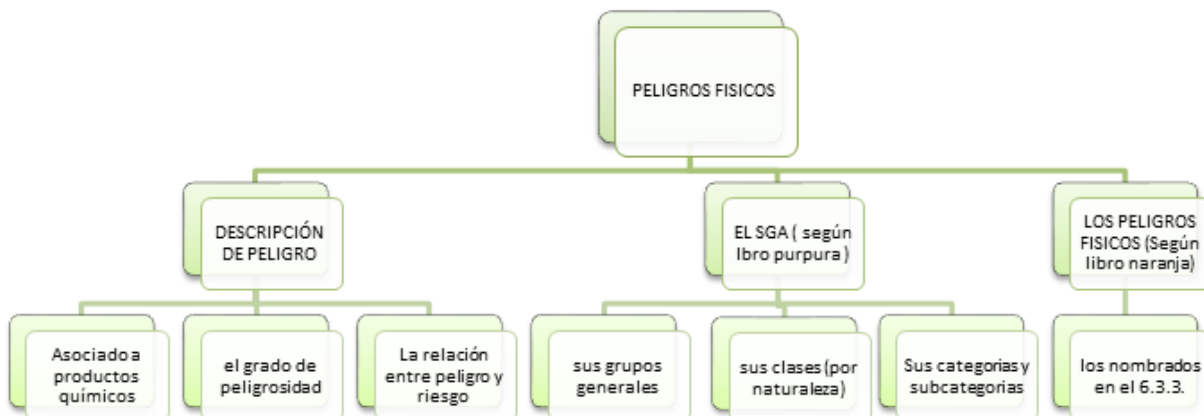 PELIGROS FISICOS
DESCRIPCIÓN
DE PELIGRO
EL SGA ( según
lbro purpura )
LOS PELIGROS
FISICOS (Según
libro naranja)
Asociado a
productos
químicos
el grado de
peligrosidad
La relación
entre peligro y
riesgo
sus grupos
generales
sus clases (por
naturaleza)
Sus categorias y
subcategorias
los nombrados
en el 6.3.3.